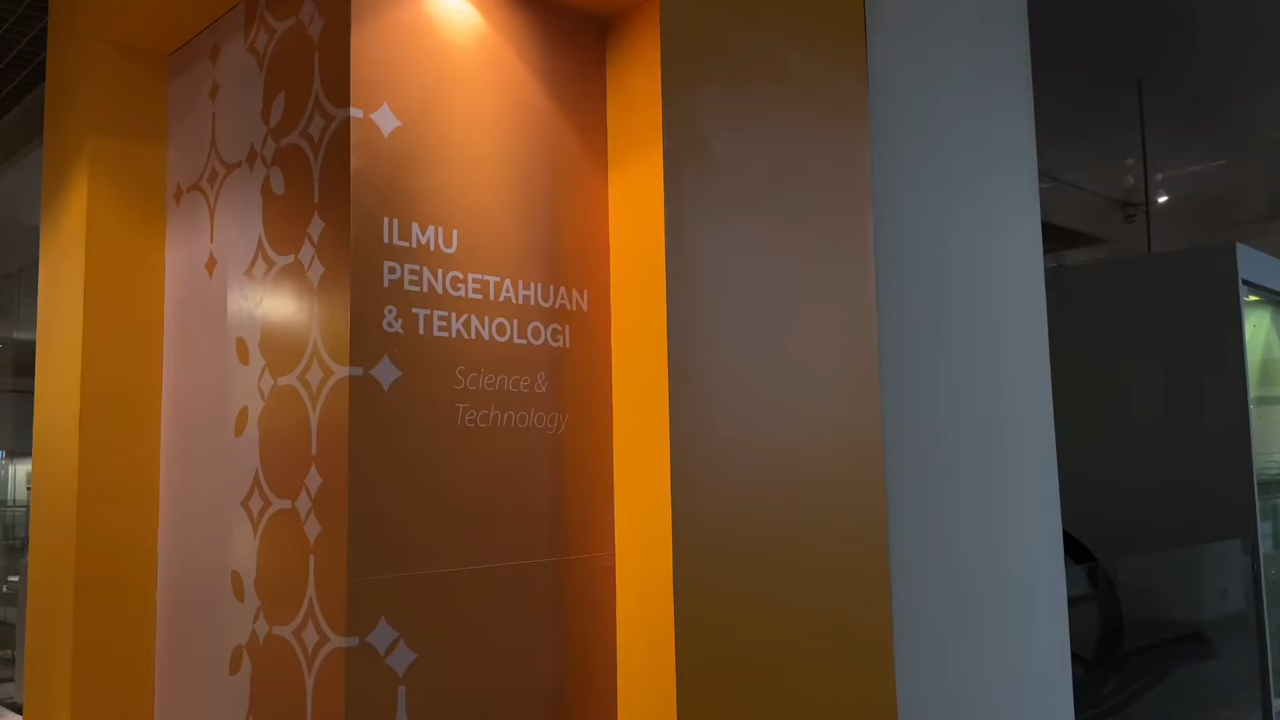 ILMU
PENGETAHUAN
& TEKNOLOGI
Science &
Technology